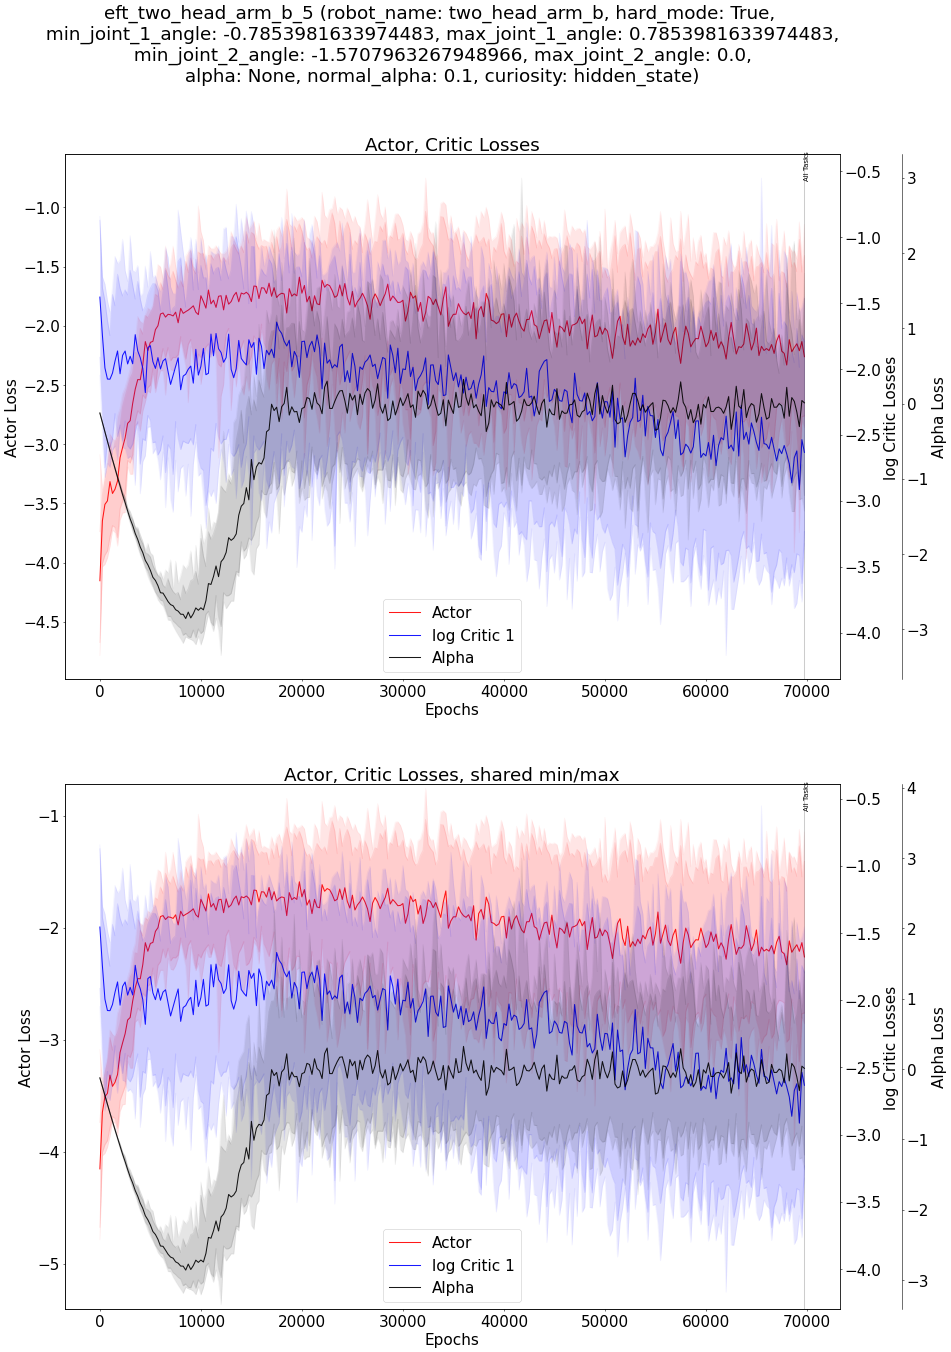 eft_two_head_arm_b_5 (robot_name: two_head_arm_b, hard_mode: True,
min_joint_1_angle: -0.7853981633974483, max_joint_1_angle: 0.7853981633974483,
min_joint_2_angle: -1.5707963267948966, max_joint_2_angle: 0.0,
alpha: None, normal_alpha: 0.1, curiosity: hidden_state)
Actor, Critic Losses
All Tasks
−1.0
−1.5
−2.0
−2.5
−3.0
−3.5
−4.0
−4.5
Actor Loss
−0.5
−1.0
−1.5
−2.0
−2.5
−3.0
−3.5
−4.0
log Critic Losses
3
2
1
0
−1
−2
−3
Alpha Loss
Actor
log Critic 1
Alpha
0 10000 20000 30000 40000 50000 60000 70000
Epochs
Actor, Critic Losses, shared min/max
All Tasks
−1
−2
−3
−4
−5
Actor Loss
−0.5
−1.0
−1.5
−2.0
−2.5
−3.0
−3.5
−4.0
log Critic Losses
4
3
2
1
0
−1
−2
−3
Alpha Loss
Actor
log Critic 1
Alpha
0 10000 20000 30000 40000 50000 60000 70000
Epochs